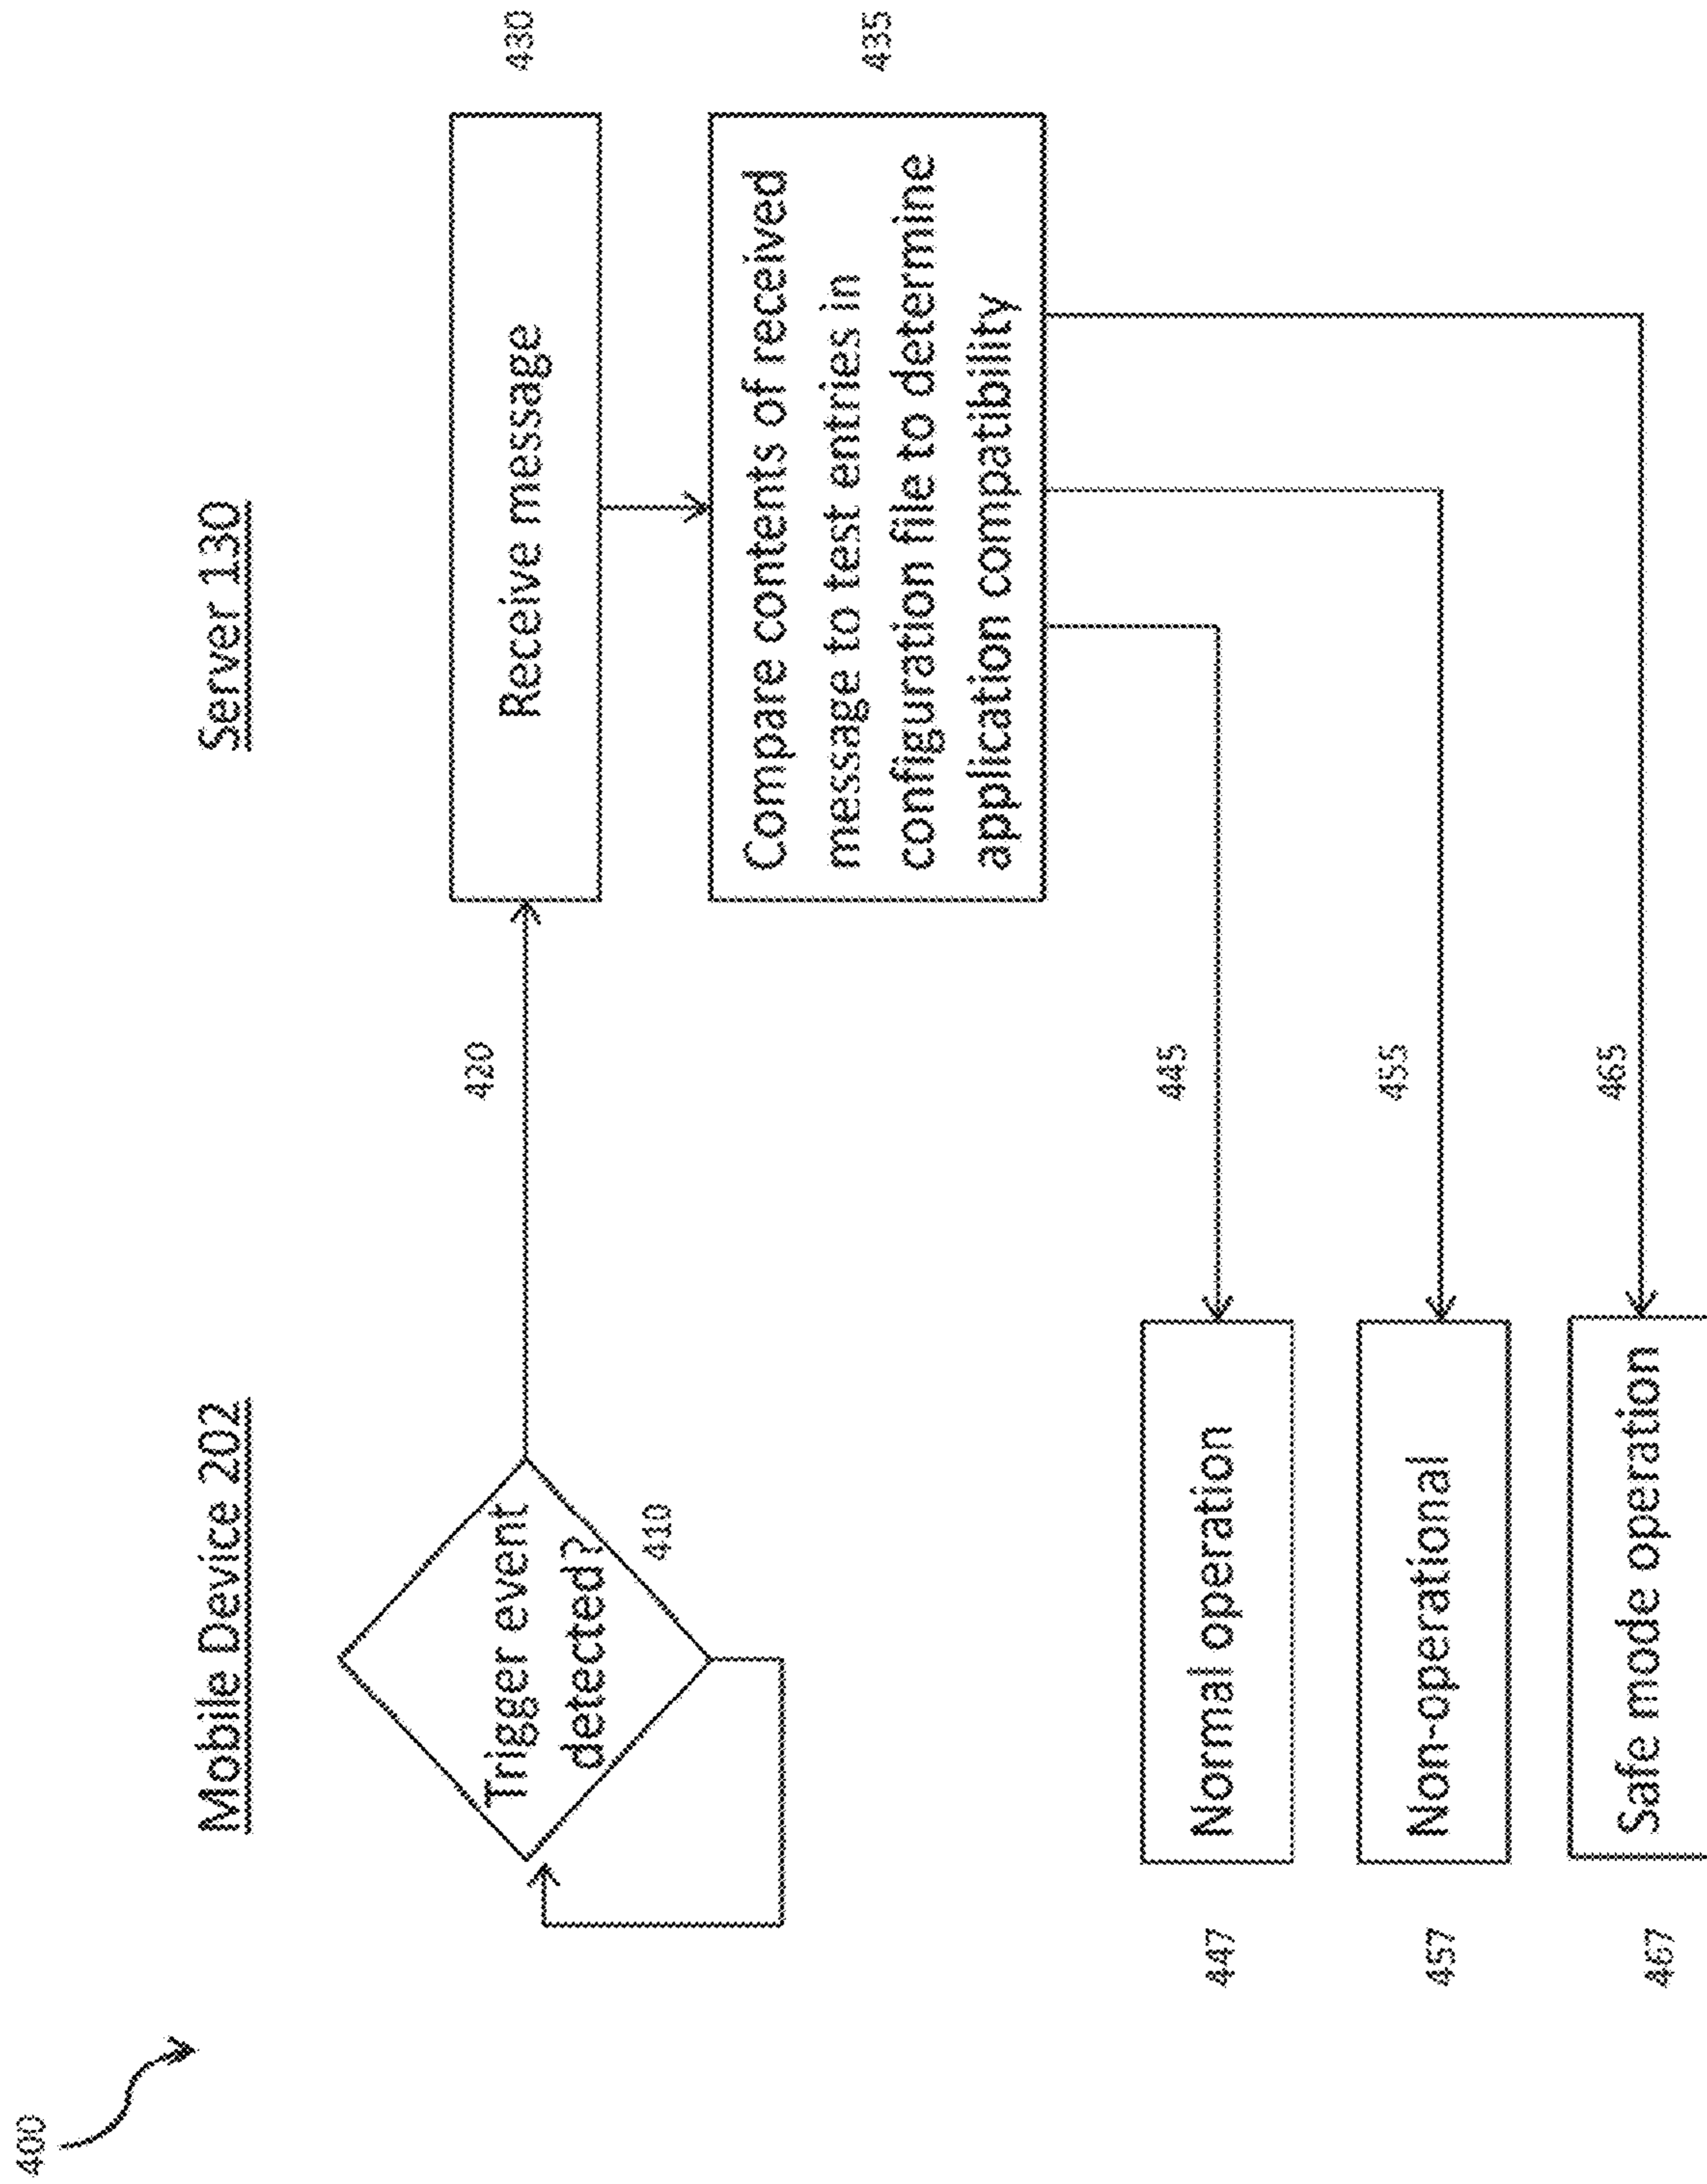 400
Mobile Device 202
Server 130
Trigger event
detected?
410
420
Receive message
430
Compare contents of received
message to test entries in
configuration file to determine
application compatibility
435
445
447
Normal operation
455
457
Non-operational
465
467
Safe mode operation